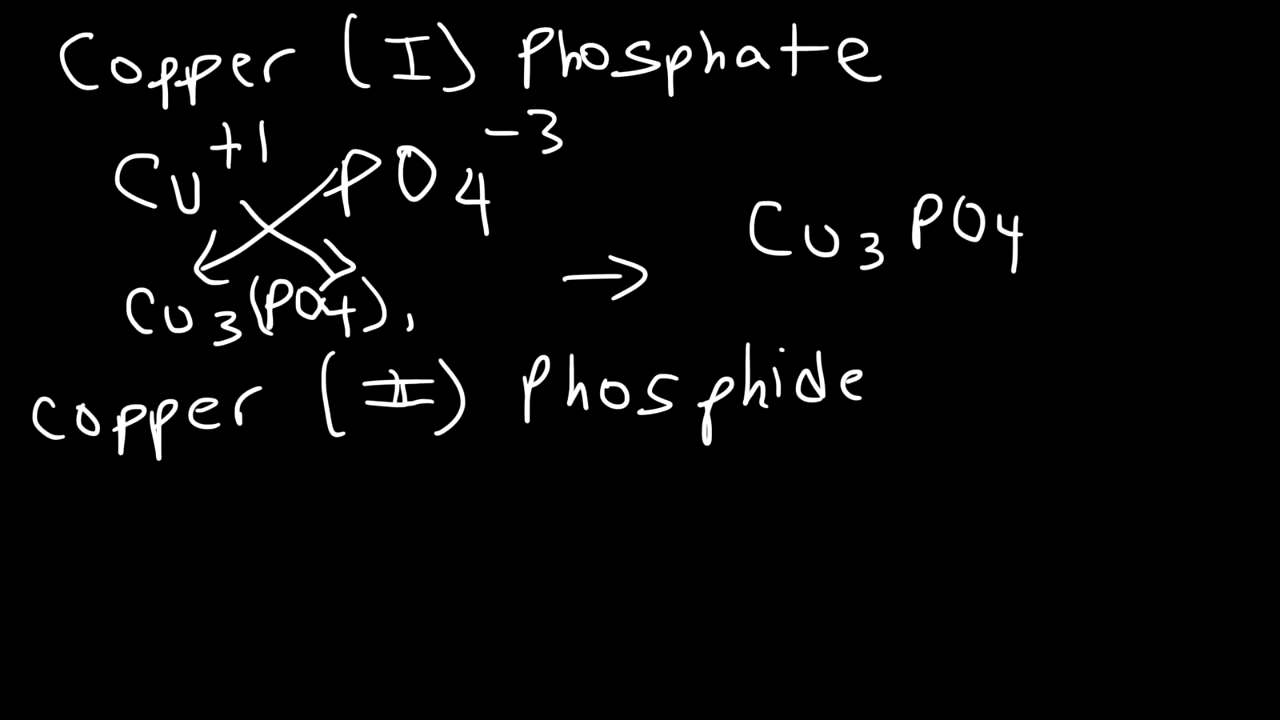 Copper (I) Phosphate
Cu+1 PO4-3
Cu3(PO4)1 → Cu3PO4
Copper (II) Phosphide